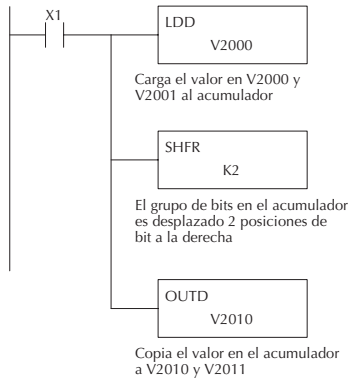 X1
LDD
V2000
Carga el valor en V2000 y
V2001 al acumulador
SHFR
K2
El grupo de bits en el acumulador
es desplazado 2 posiciones de
bit a la derecha
OUTD
V2010
Copia el valor en el acumulador
a V2010 y V2011